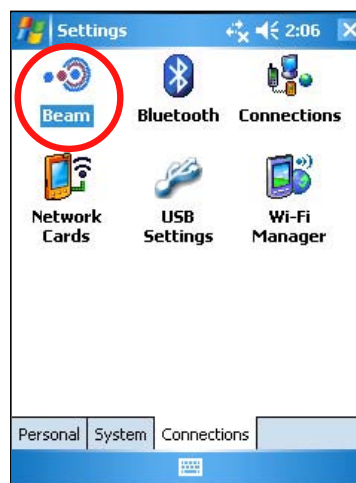 Settings 2:06
Beam Bluetooth Connections
Network Cards
USB Settings
Wi-Fi Manager
Personal System Connections